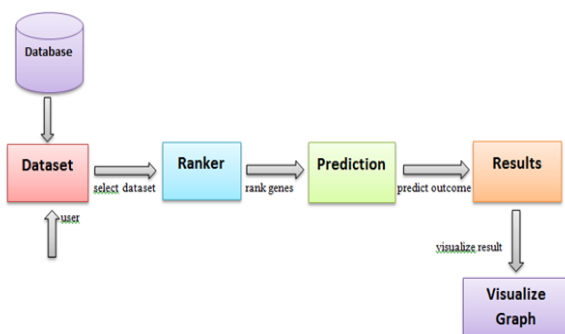 Database
Dataset
select dataset
Ranker
rank genes
Prediction
predict outcome
Results
user
visualize result
Visualize
Graph